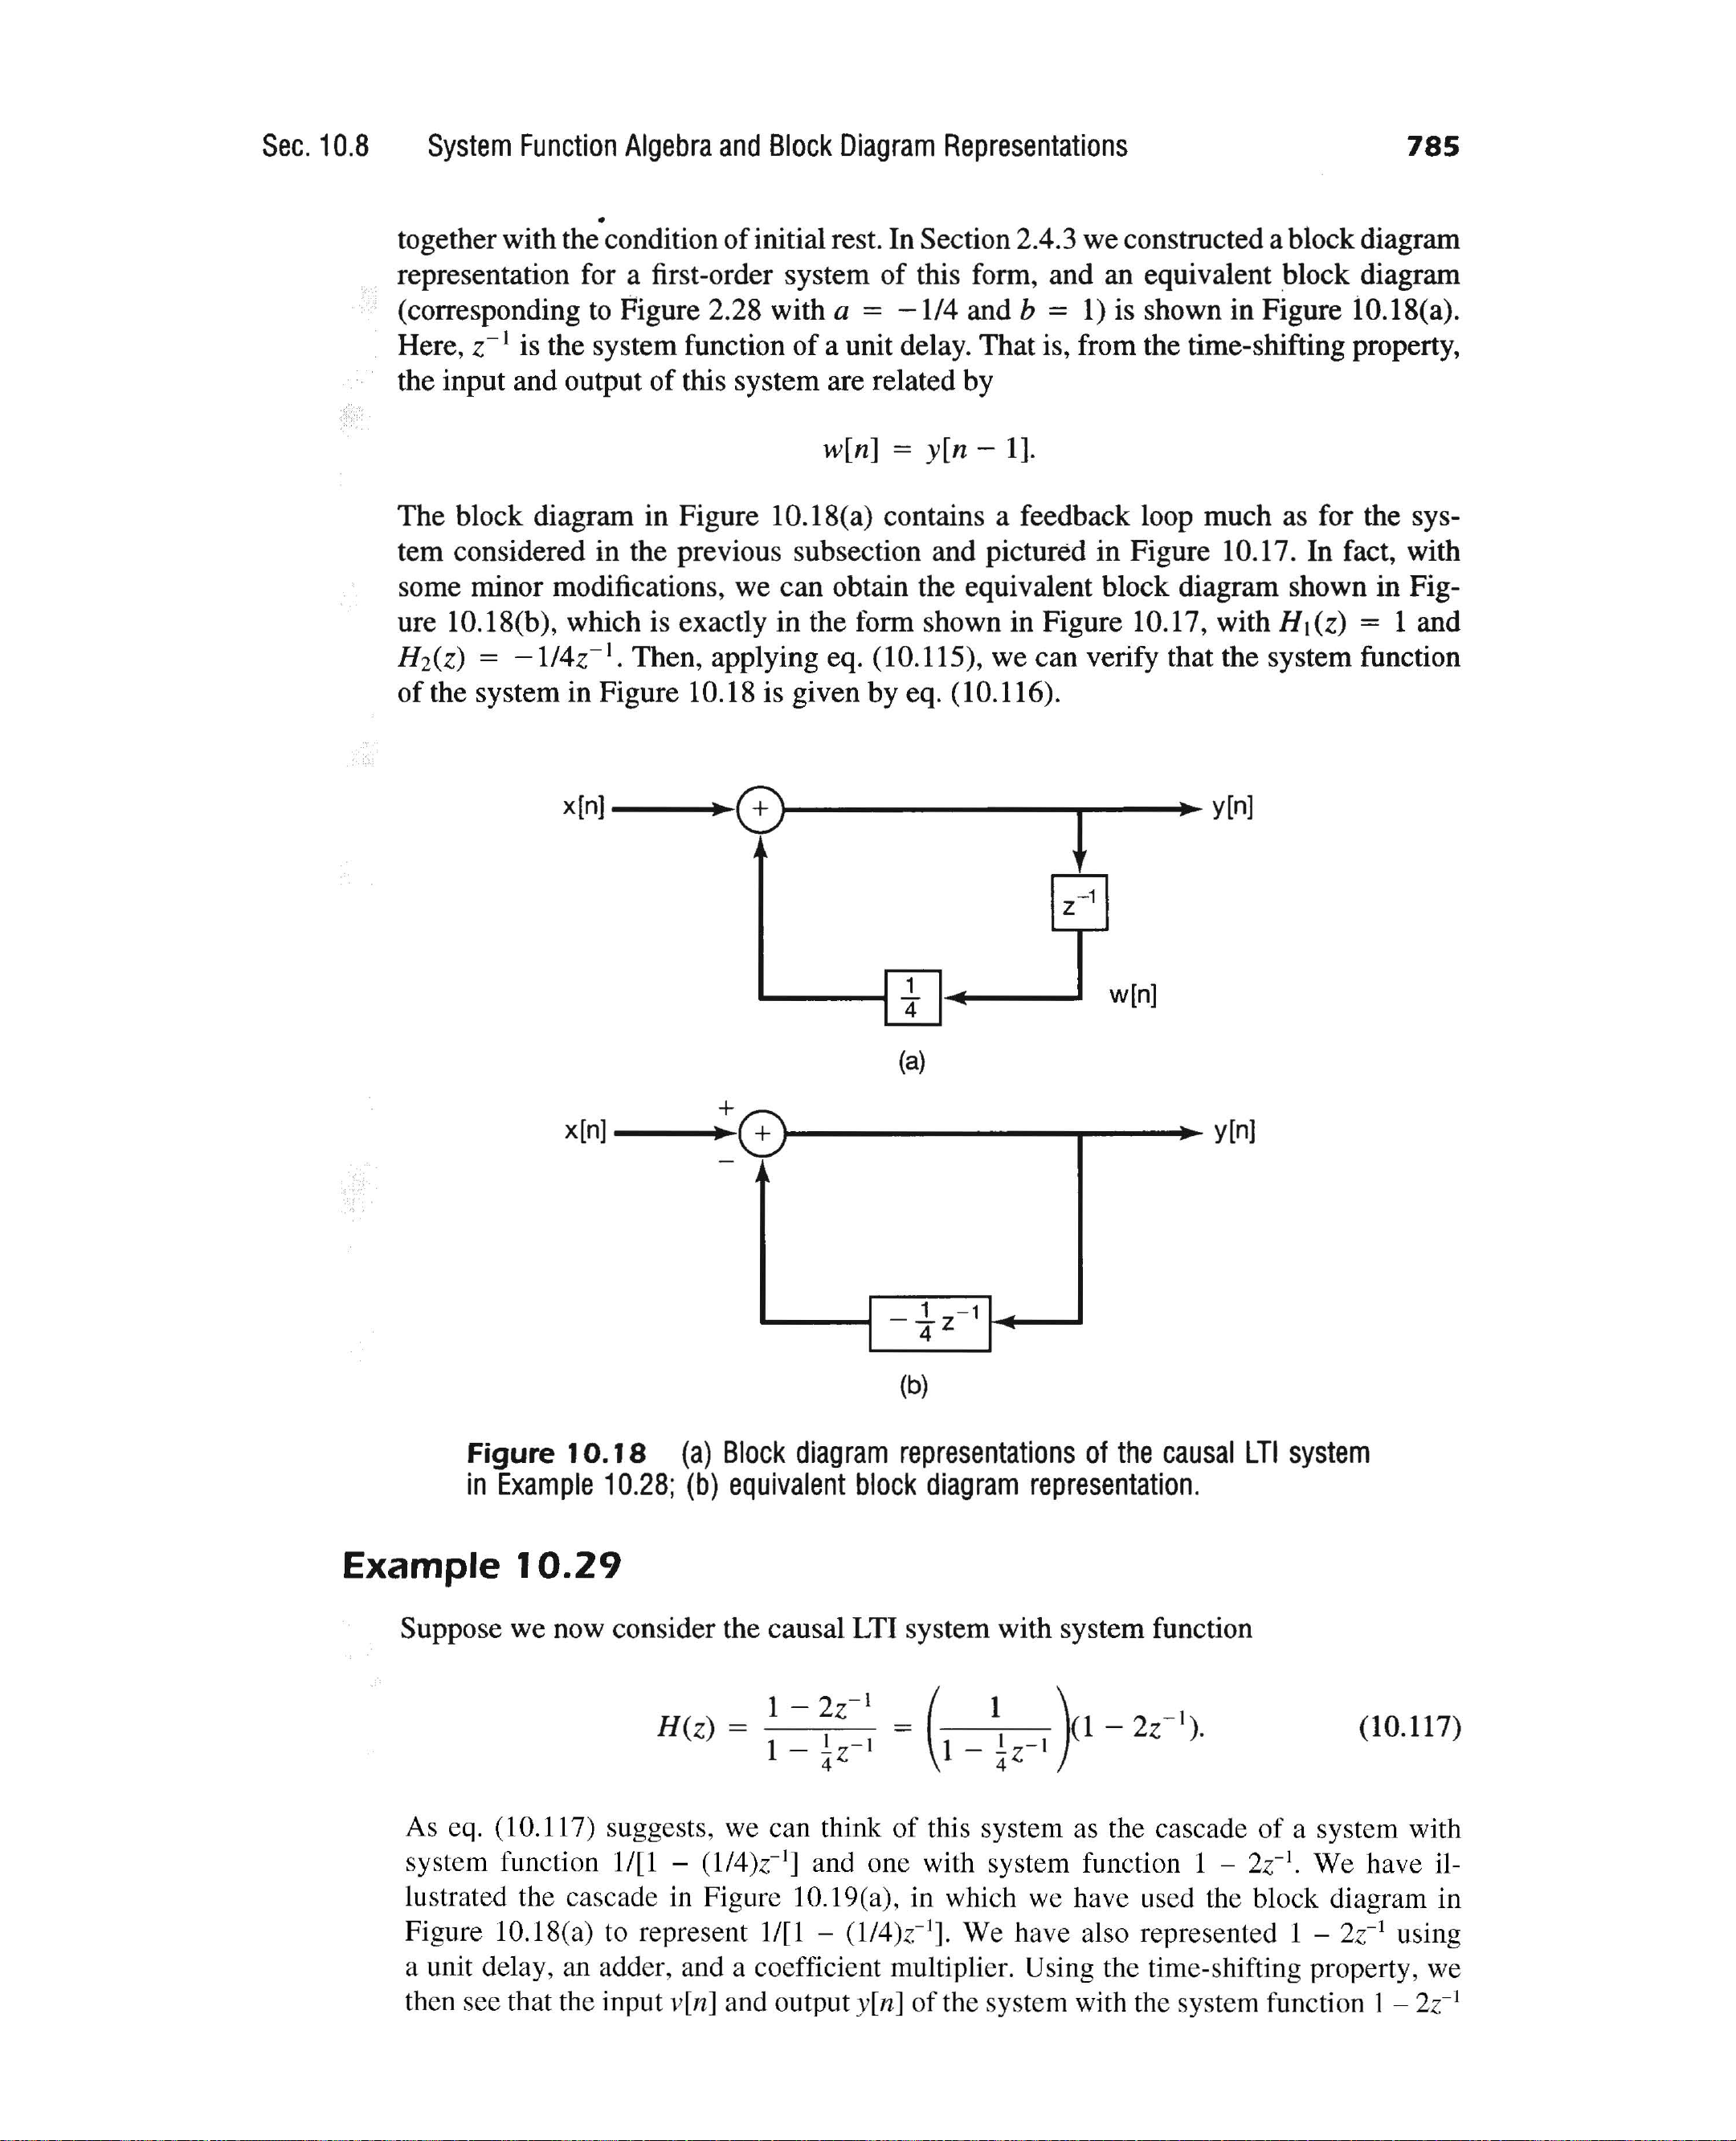 Sec. 10.8 System Function Algebra and Block Diagram Representations 785
together with the condition of initial rest. In Section 2.4.3 we constructed a block diagram
representation for a first-order system of this form, and an equivalent block diagram
(corresponding to Figure 2.28 with a = −1/4 and b = 1) is shown in Figure 10.18(a).
Here, z⁻¹ is the system function of a unit delay. That is, from the time-shifting property,
the input and output of this system are related by
w[n] = y[n − 1].
The block diagram in Figure 10.18(a) contains a feedback loop much as for the sys-
tem considered in the previous subsection and pictured in Figure 10.17. In fact, with
some minor modifications, we can obtain the equivalent block diagram shown in Fig-
ure 10.18(b), which is exactly in the form shown in Figure 10.17, with H₁(z) = 1 and
H₂(z) = −1/4z⁻¹. Then, applying eq. (10.115), we can verify that the system function
of the system in Figure 10.18 is given by eq. (10.116).
x[n] + y[n]
z⁻¹
1/4 w[n]
(a)
+
x[n] + y[n]
−
− 1/4 z⁻¹
(b)
Figure 10.18 (a) Block diagram representations of the causal LTI system
in Example 10.28; (b) equivalent block diagram representation.
Example 10.29
Suppose we now consider the causal LTI system with system function
H(z) = (1 − 2z⁻¹)/(1 − ¼z⁻¹) = (1/(1 − ¼z⁻¹))(1 − 2z⁻¹). (10.117)
As eq. (10.117) suggests, we can think of this system as the cascade of a system with
system function 1/[1 − (1/4)z⁻¹] and one with system function 1 − 2z⁻¹. We have il-
lustrated the cascade in Figure 10.19(a), in which we have used the block diagram in
Figure 10.18(a) to represent 1/[1 − (1/4)z⁻¹]. We have also represented 1 − 2z⁻¹ using
a unit delay, an adder, and a coefficient multiplier. Using the time-shifting property, we
then see that the input v[n] and output y[n] of the system with the system function 1 − 2z⁻¹